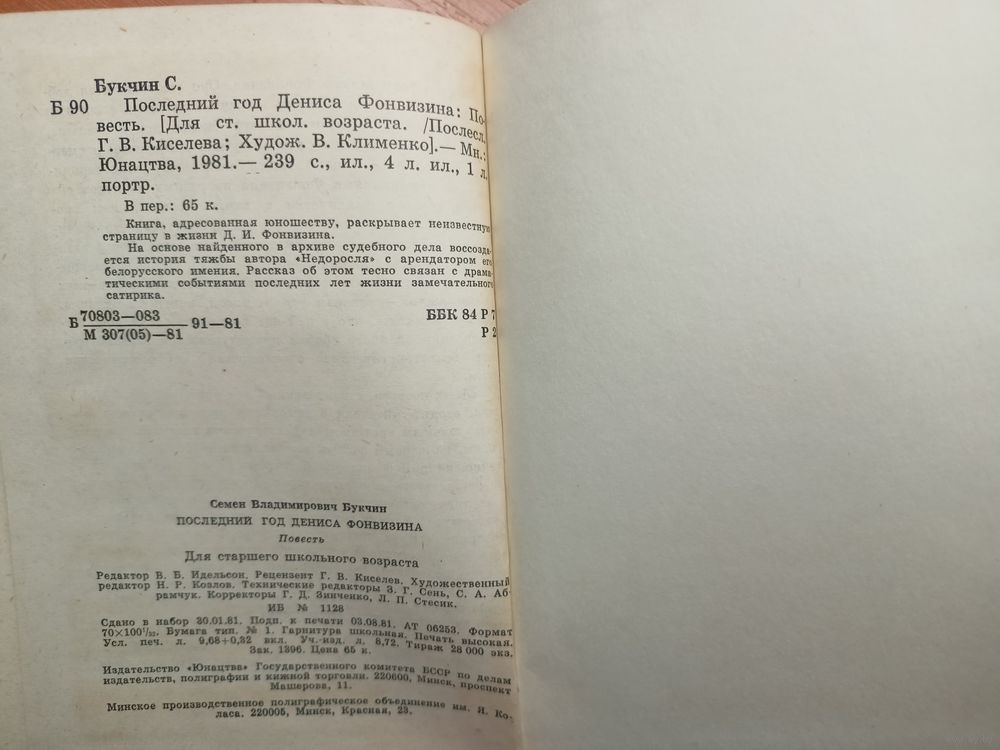 Букчин С.
Б 90 Последний год Дениса Фонвизина: По-
весть. [Для ст. школ. возраста. /Послесл.
Г. В. Киселева; Худож. В. Клименко].— Мн.:
Юнацтва, 1981.— 239 с., ил., 4 л. ил., 1 л.
портр.
В пер.: 65 к.
Книга, адресованная юношеству, раскрывает неизвестную
страницу в жизни Д. И. Фонвизина.
На основе найденного в архиве судебного дела воссозда-
ется история тяжбы автора «Недоросля» с арендатором его
белорусского имения. Рассказ об этом тесно связан с драма-
тическими событиями последних лет жизни замечательного
сатирика.
Б 70803—083 / М 307(05)—81 91—81 ББК 84 Р 7
Р 2
Семен Владимирович Букчин
ПОСЛЕДНИЙ ГОД ДЕНИСА ФОНВИЗИНА
Повесть
Для старшего школьного возраста
Редактор В. Б. Идельсон. Рецензент Г. В. Киселев. Художественный
редактор Н. Р. Козлов. Технические редакторы З. Г. Сень, С. А. Аб-
рамчук. Корректоры Г. Д. Зинченко, Л. П. Стесик.
ИБ № 1128
Сдано в набор 30.01.81. Подп. к печати 03.08.81. АТ 06253. Формат
70×100¹/₃₂. Бумага тип. № 1. Гарнитура школьная. Печать высокая.
Усл. печ. л. 9,68+0,32 вкл. Уч.-изд. л. 8,72. Тираж 28 000 экз.
Зак. 1396. Цена 65 к.
Издательство «Юнацтва» Государственного комитета БССР по делам
издательств, полиграфии и книжной торговли. 220600, Минск, проспект
Машерова, 11.
Минское производственное полиграфическое объединение им. Я. Ко-
ласа. 220005, Минск, Красная, 23.